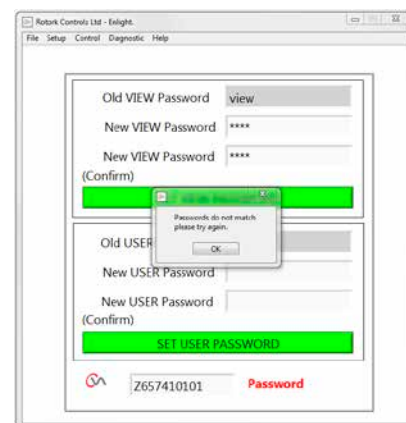 Rotork Controls Ltd - Enlight.
File Setup Control Diagnostic Help
Old VIEW Password view
New VIEW Password ****
New VIEW Password ****
(Confirm)
Passwords do not match
please try again.
OK
Old USER
New USER Password
New USER Password
(Confirm)
SET USER PASSWORD
Z657410101 Password